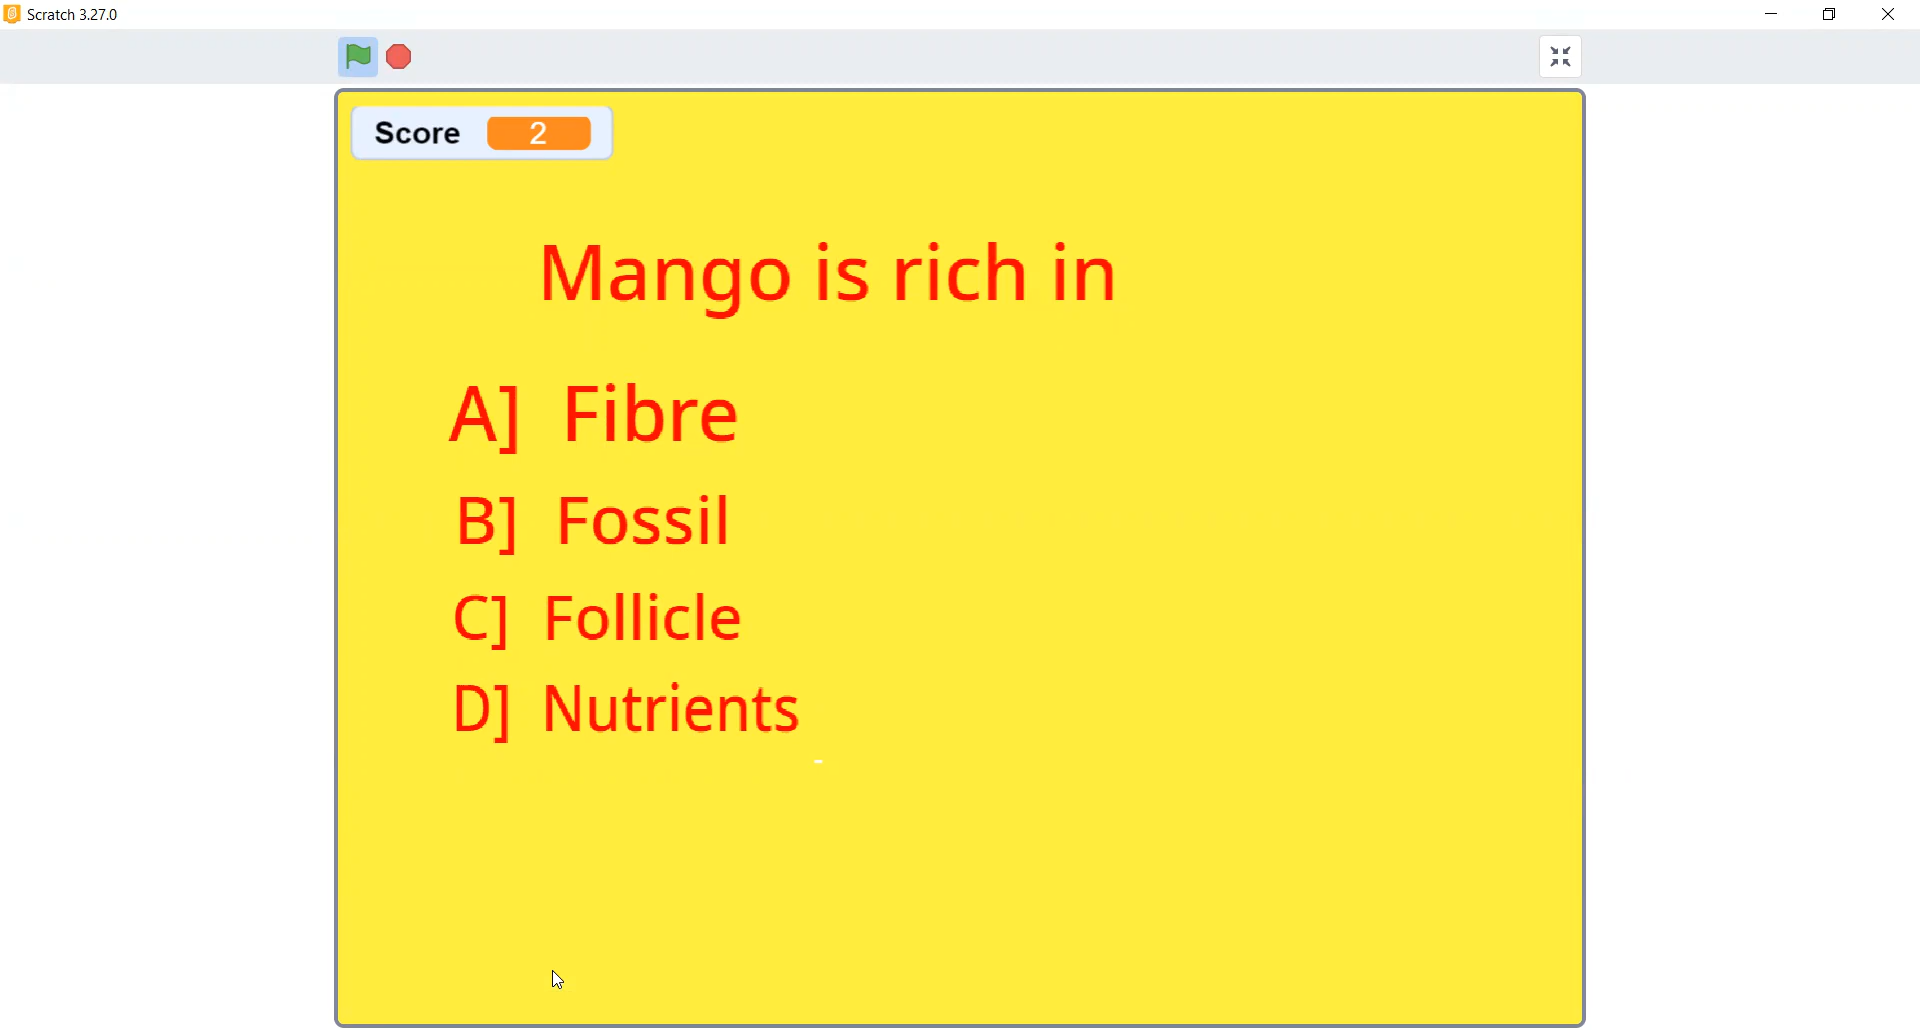 Scratch 3.27.0
Score 2
Mango is rich in
A] Fibre
B] Fossil
C] Follicle
D] Nutrients